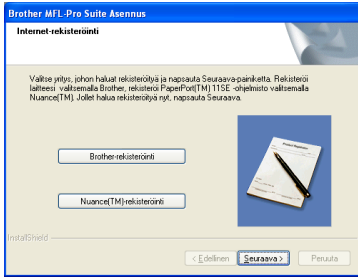 Brother MFL-Pro Suite Asennus
Internet-rekisteröinti
Valitse yritys, johon haluat rekisteröityä ja napsauta Seuraava-painiketta. Rekisteröi
laitteesi valitsemalla Brother, rekisteröi PaperPort(TM) 11SE -ohjelmisto valitsemalla
Nuance(TM). Jollet halua rekisteröityä nyt, napsauta Seuraava.
Brother-rekisteröinti
Nuance(TM)-rekisteröinti
InstallShield
< Edellinen Seuraava > Peruuta